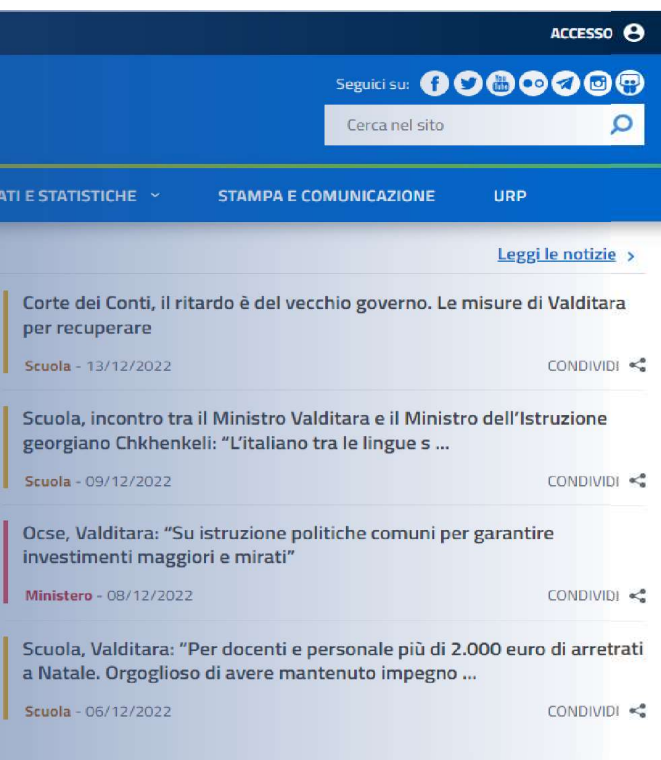 ACCESSO
Seguici su:
You Tube
Cerca nel sito
ATI E STATISTICHE
STAMPA E COMUNICAZIONE
URP
Leggi le notizie
Corte dei Conti, il ritardo è del vecchio governo. Le misure di Valditara
per recuperare
Scuola - 13/12/2022
CONDIVIDI
Scuola, incontro tra il Ministro Valditara e il Ministro dell'Istruzione
georgiano Chkhenkeli: “L'italiano tra le lingue s ...
Scuola - 09/12/2022
CONDIVIDI
Ocse, Valditara: “Su istruzione politiche comuni per garantire
investimenti maggiori e mirati”
Ministero - 08/12/2022
CONDIVIDI
Scuola, Valditara: “Per docenti e personale più di 2.000 euro di arretrati
a Natale. Orgoglioso di avere mantenuto impegno ...
Scuola - 06/12/2022
CONDIVIDI